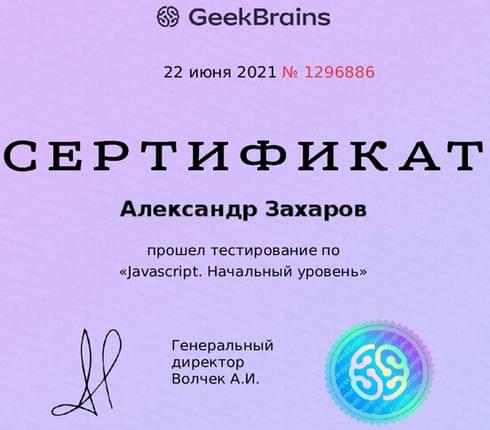 GeekBrains
22 июня 2021 № 1296886
СЕРТИФИКАТ
Александр Захаров
прошел тестирование по
«Javascript. Начальный уровень»
Генеральный
директор
Волчек А.И.